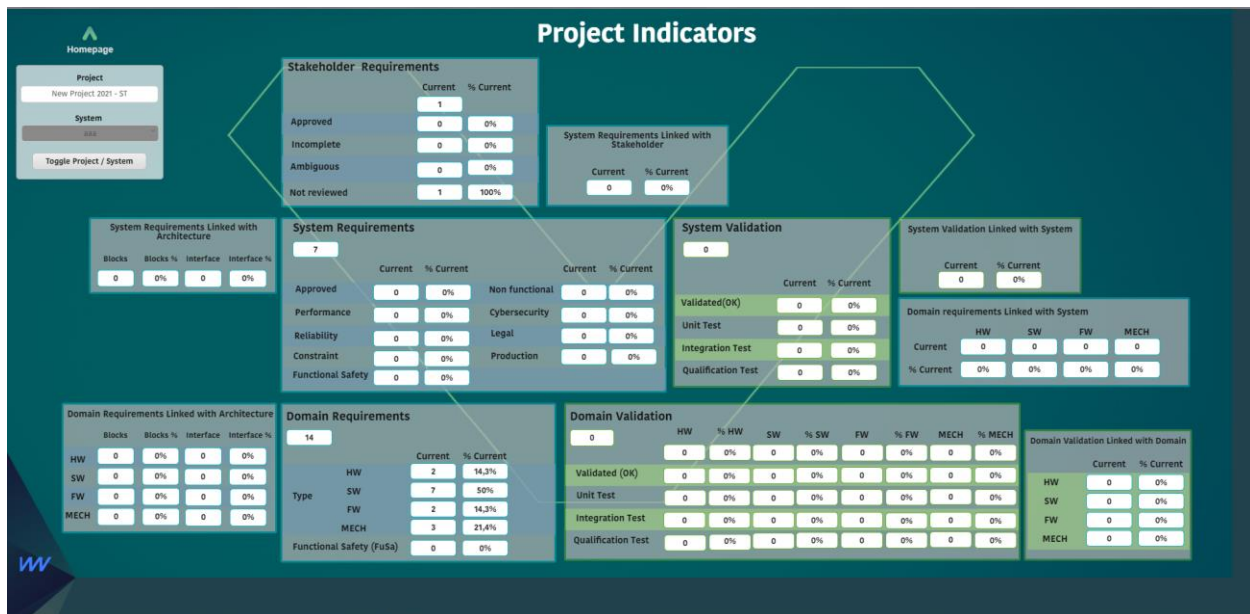 Project Indicators
Homepage
Project
New Project 2021 - ST
System
Toggle Project / System
Stakeholder Requirements
Current % Current
1
Approved 0 0%
Incomplete 0 0%
Ambiguous 0 0%
Not reviewed 1 100%
System Requirements Linked with
Stakeholder
Current % Current
0 0%
System Requirements Linked with
Architecture
Blocks Blocks % Interface Interface %
0 0% 0 0%
System Requirements
7
Current % Current Current % Current
Approved 0 0% Non functional 0 0%
Performance 0 0% Cybersecurity 0 0%
Reliability 0 0% Legal 0 0%
Constraint 0 0% Production 0 0%
Functional Safety 0 0%
System Validation
0
Current % Current
Validated(OK) 0 0%
Unit Test 0 0%
Integration Test 0 0%
Qualification Test 0 0%
System Validation Linked with System
Current % Current
0 0%
Domain requirements Linked with System
HW SW FW MECH
Current 0 0 0 0
% Current 0% 0% 0% 0%
Domain Requirements Linked with Architecture
Blocks Blocks % Interface Interface %
HW 0 0% 0 0%
SW 0 0% 0 0%
FW 0 0% 0 0%
MECH 0 0% 0 0%
Domain Requirements
14
Current % Current
Type
HW 2 14,3%
SW 7 50%
FW 2 14,3%
MECH 3 21,4%
Functional Safety (FuSa) 0 0%
Domain Validation
0
HW % HW SW % SW FW % FW MECH % MECH
0 0% 0 0% 0 0% 0 0%
Validated (OK) 0 0% 0 0% 0 0% 0 0%
Unit Test 0 0% 0 0% 0 0% 0 0%
Integration Test 0 0% 0 0% 0 0% 0 0%
Qualification Test 0 0% 0 0% 0 0% 0 0%
Domain Validation Linked with Domain
Current % Current
HW 0 0%
SW 0 0%
FW 0 0%
MECH 0 0%